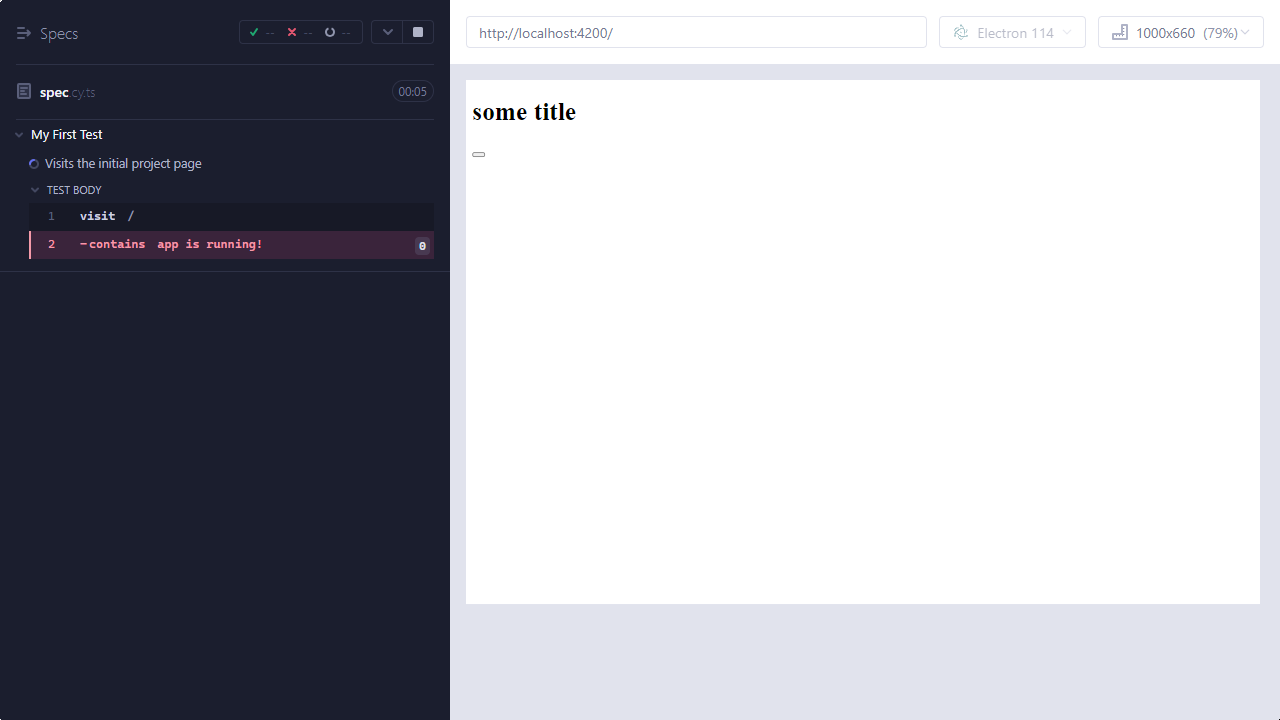 Specs
-- -- --
spec.cy.ts
00:05
My First Test
Visits the initial project page
TEST BODY
1 visit /
2 -contains app is running! 0
http://localhost:4200/
Electron 114
1000x660 (79%)
some title